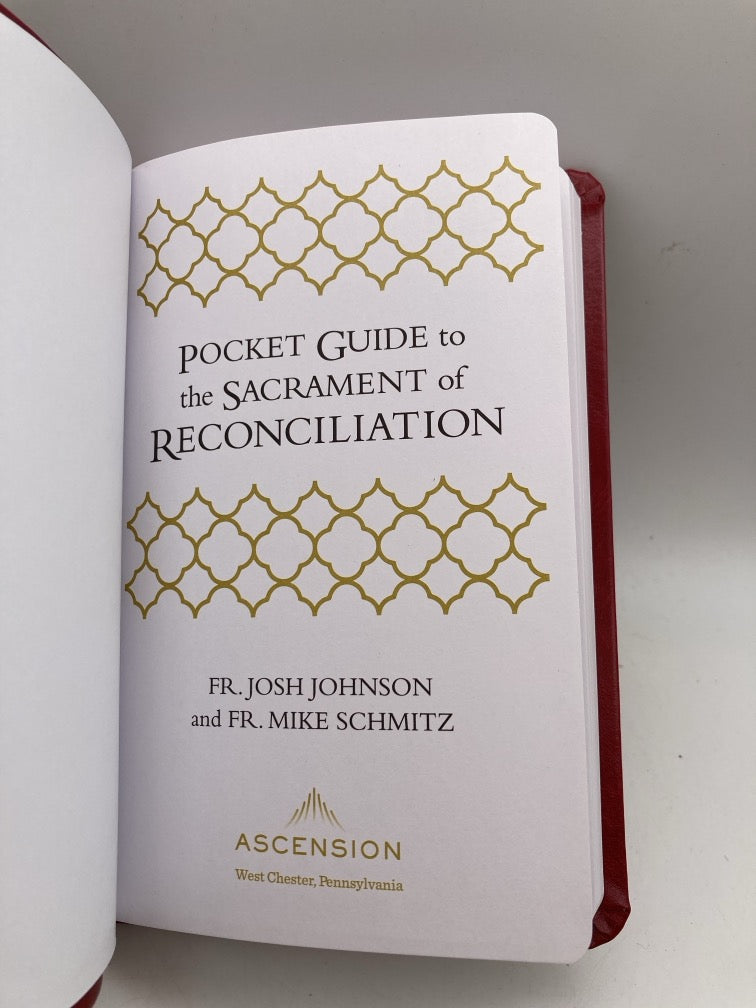 POCKET GUIDE to
the SACRAMENT of
RECONCILIATION
FR. JOSH JOHNSON
and FR. MIKE SCHMITZ
ASCENSION
West Chester, Pennsylvania